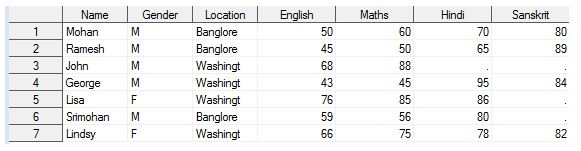 Name Gender Location English Maths Hindi Sanskrit
1 Mohan M Banglore 50 60 70 80
2 Ramesh M Banglore 45 50 65 89
3 John M Washingt 68 88 . .
4 George M Washingt 43 45 95 84
5 Lisa F Washingt 76 85 86 .
6 Srimohan M Banglore 59 56 80 .
7 Lindsy F Washingt 66 75 78 82